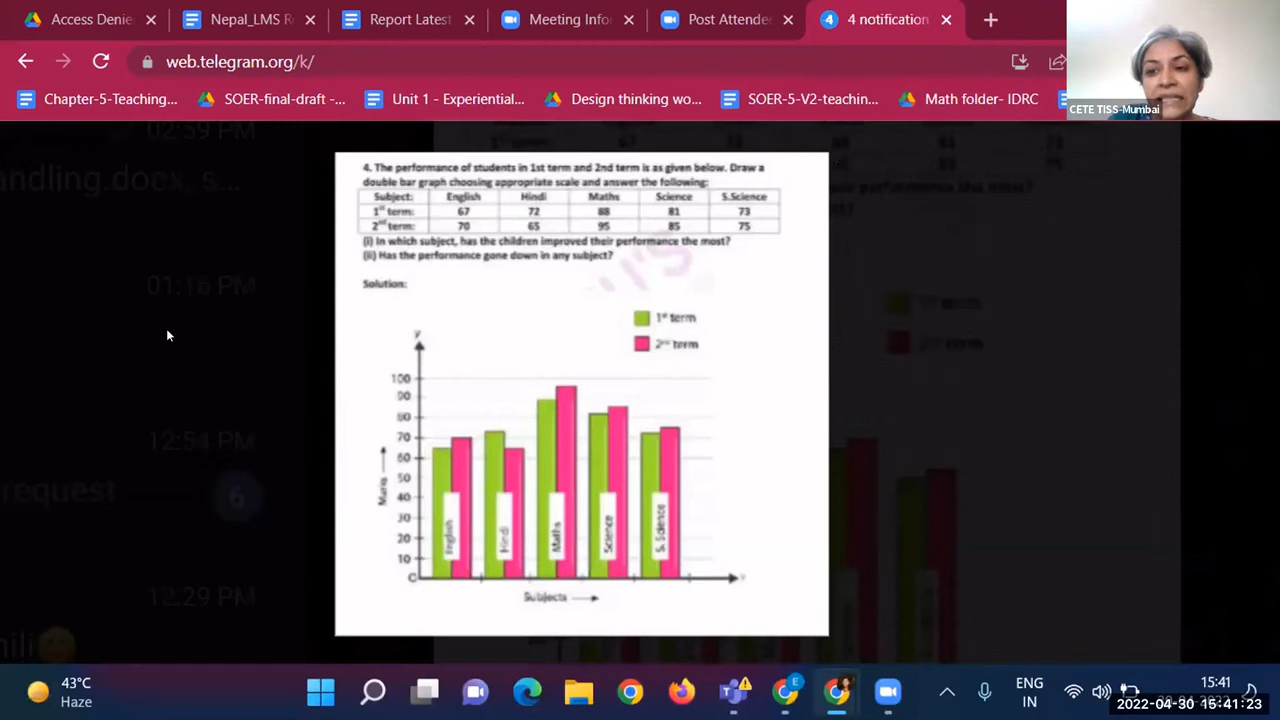 Access Denie
Nepal_LMS R
Report Latest
Meeting Info
Post Attende
4 notification
web.telegram.org/k/
Chapter-5-Teaching...
SOER-final-draft -...
Unit 1 - Experiential...
Design thinking wo...
SOER-5-V2-teachin...
Math folder- IDRC
CETE TISS-Mumbai
02:59 PM
andling.docx s...
01:16 PM
12:54 PM
request
6
12:29 PM
nili
4. The performance of students in 1st term and 2nd term is as given below. Draw a
double bar graph choosing appropriate scale and answer the following:
Subject: English Hindi Maths Science S.Science
1st term: 67 72 88 81 73
2nd term: 70 65 95 85 75
(i) In which subject, has the children improved their performance the most?
(ii) Has the performance gone down in any subject?
Solution:
1st term
2nd term
Y
100
90
80
70
60
50
40
30
20
10
O
Marks
English
Hindi
Maths
Science
S.Science
Subjects
43°C
Haze
ENG
IN
15:41
2022-04-30 15:41:23